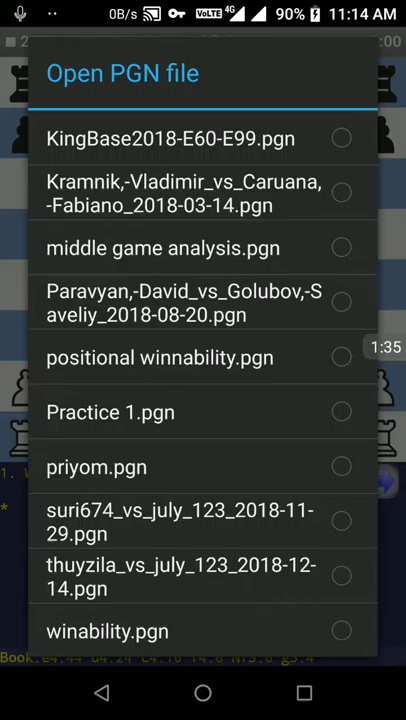 0B/s VoLTE 4G 90% 11:14 AM
Open PGN file
KingBase2018-E60-E99.pgn
Kramnik,-Vladimir_vs_Caruana,
-Fabiano_2018-03-14.pgn
middle game analysis.pgn
Paravyan,-David_vs_Golubov,-S
aveliy_2018-08-20.pgn
positional winnability.pgn
1:35
Practice 1.pgn
priyom.pgn
suri674_vs_july_123_2018-11-
29.pgn
thuyzila_vs_july_123_2018-12-
14.pgn
winability.pgn